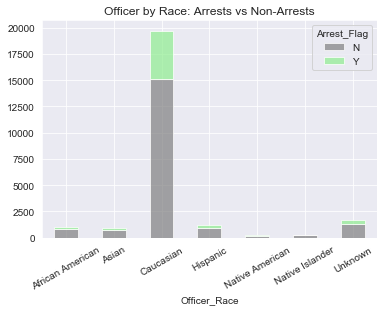 Officer by Race: Arrests vs Non-Arrests
Arrest_Flag
N
Y
20000
17500
15000
12500
10000
7500
5000
2500
0
African American
Asian
Caucasian
Hispanic
Native American
Native Islander
Unknown
Officer_Race